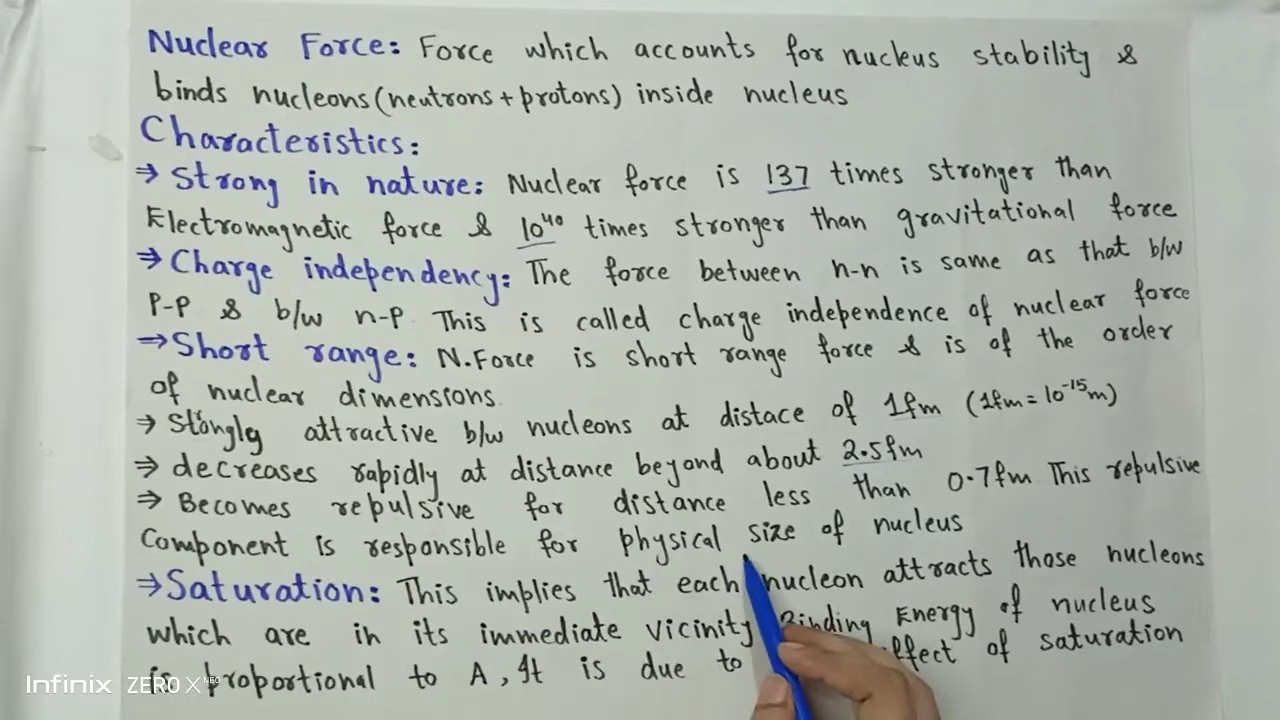 Nuclear Force: Force which accounts for nucleus stability &
binds nucleons (neutrons + protons) inside nucleus
Characteristics:
⇒ Strong in nature: Nuclear force is 137 times stronger than
Electromagnetic force & 10⁴⁰ times stronger than gravitational force
⇒ Charge independency: The force between n-n is same as that b/w
P-P & b/w n-P This is called charge independence of nuclear force
⇒ Short range: N.Force is short range force & is of the order
of nuclear dimensions.
⇒ Stongly attractive b/w nucleons at distace of 1fm (1fm = 10⁻¹⁵m)
⇒ decreases rapidly at distance beyond about 2.5fm
⇒ Becomes repulsive for distance less than 0.7fm This repulsive
Component is responsible for physical size of nucleus
⇒ Saturation: This implies that each nucleon attracts those nucleons
which are in its immediate vicinity Binding Energy of nucleus
is proportional to A, It is due to effect of saturation
Infinix ZERO X NEO